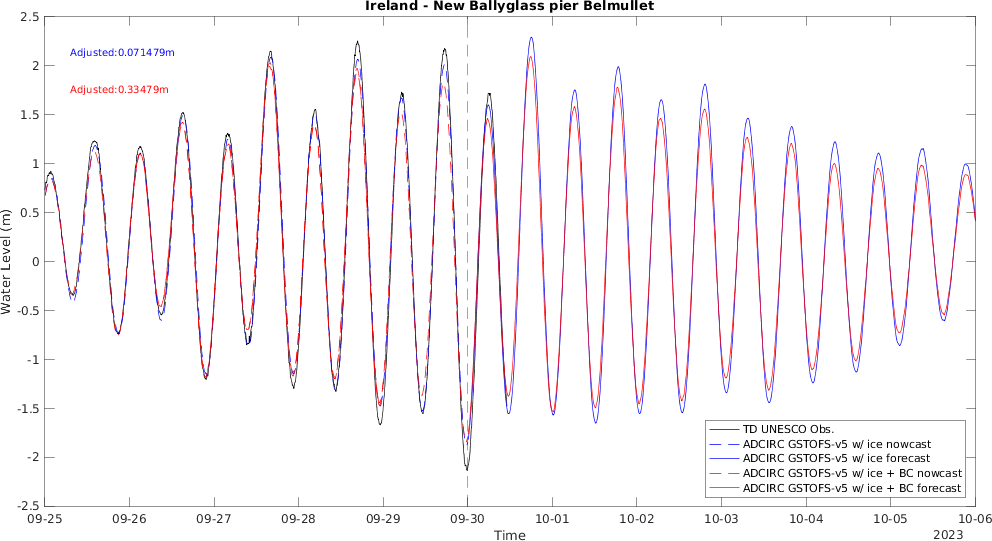 Ireland - New Ballyglass pier Belmullet
Adjusted:0.071479m
Adjusted:0.33479m
Water Level (m)
2.5
2
1.5
1
0.5
0
-0.5
-1
-1.5
-2
-2.5
TD UNESCO Obs.
ADCIRC GSTOFS-v5 w/ ice nowcast
ADCIRC GSTOFS-v5 w/ ice forecast
ADCIRC GSTOFS-v5 w/ ice + BC nowcast
ADCIRC GSTOFS-v5 w/ ice + BC forecast
09-25 09-26 09-27 09-28 09-29 09-30 10-01 10-02 10-03 10-04 10-05 10-06
Time
2023